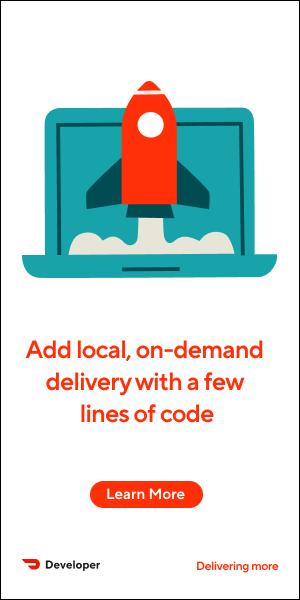 Add local, on-demand
delivery with a few
lines of code
Learn More
Developer
Delivering more